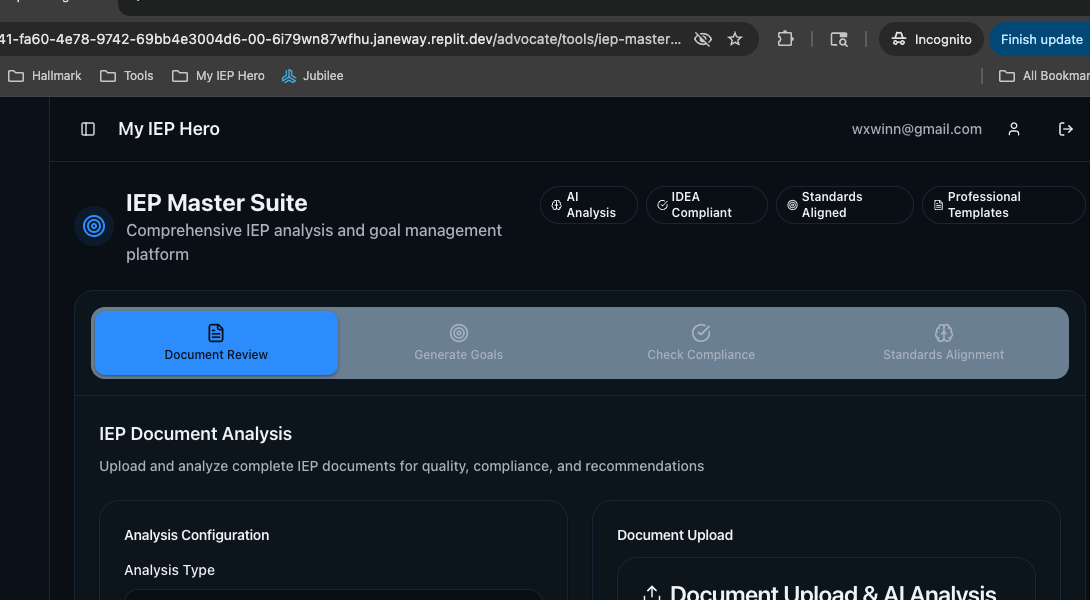 41-fa60-4e78-9742-69bb4e3004d6-00-6i79wn87wfhu.janeway.replit.dev/advocate/tools/iep-master...
Incognito
Finish update
Hallmark
Tools
My IEP Hero
Jubilee
All Bookmar
My IEP Hero
wxwinn@gmail.com
IEP Master Suite
Comprehensive IEP analysis and goal management
platform
AI
Analysis
IDEA
Compliant
Standards
Aligned
Professional
Templates
Document Review
Generate Goals
Check Compliance
Standards Alignment
IEP Document Analysis
Upload and analyze complete IEP documents for quality, compliance, and recommendations
Analysis Configuration
Analysis Type
Document Upload
Document Upload & AI Analysis